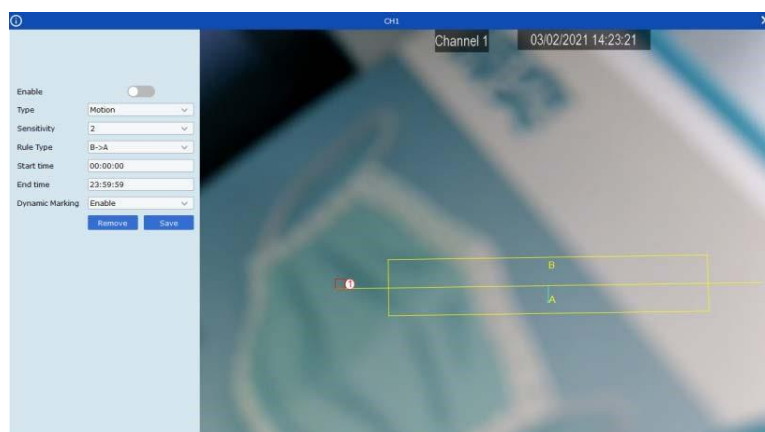 CH1
Channel 1 03/02/2021 14:23:21
Enable
Type Motion
Sensitivity 2
Rule Type B->A
Start time 00:00:00
End time 23:59:59
Dynamic Marking Enable
Remove Save
B
1
A